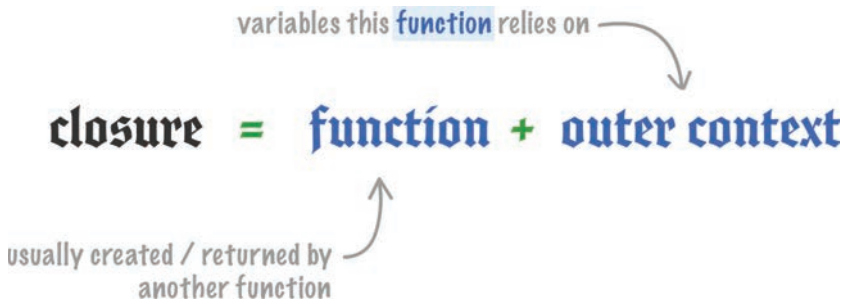 variables this function relies on
closure = function + outer context
usually created / returned by
another function